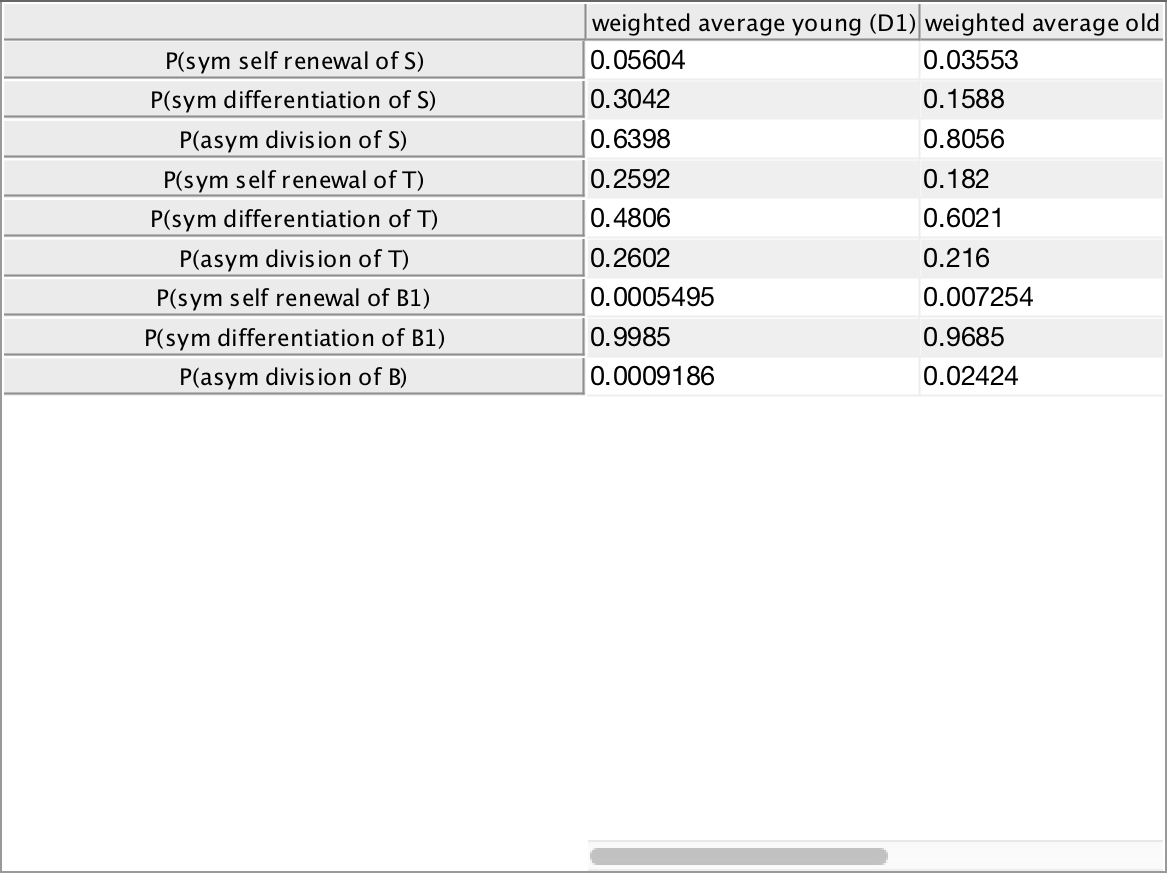 weighted average young (D1) weighted average old
P(sym self renewal of S) 0.05604 0.03553
P(sym differentiation of S) 0.3042 0.1588
P(asym division of S) 0.6398 0.8056
P(sym self renewal of T) 0.2592 0.182
P(sym differentiation of T) 0.4806 0.6021
P(asym division of T) 0.2602 0.216
P(sym self renewal of B1) 0.0005495 0.007254
P(sym differentiation of B1) 0.9985 0.9685
P(asym division of B) 0.0009186 0.02424